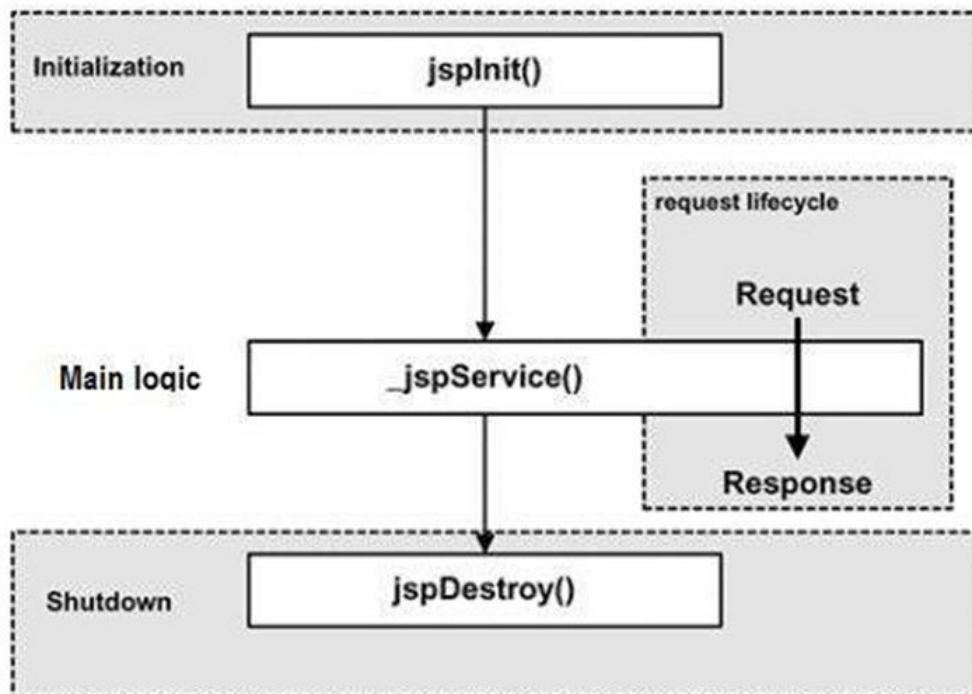 Initialization
jspInit()
request lifecycle
Request
Main logic
_jspService()
Response
Shutdown
jspDestroy()